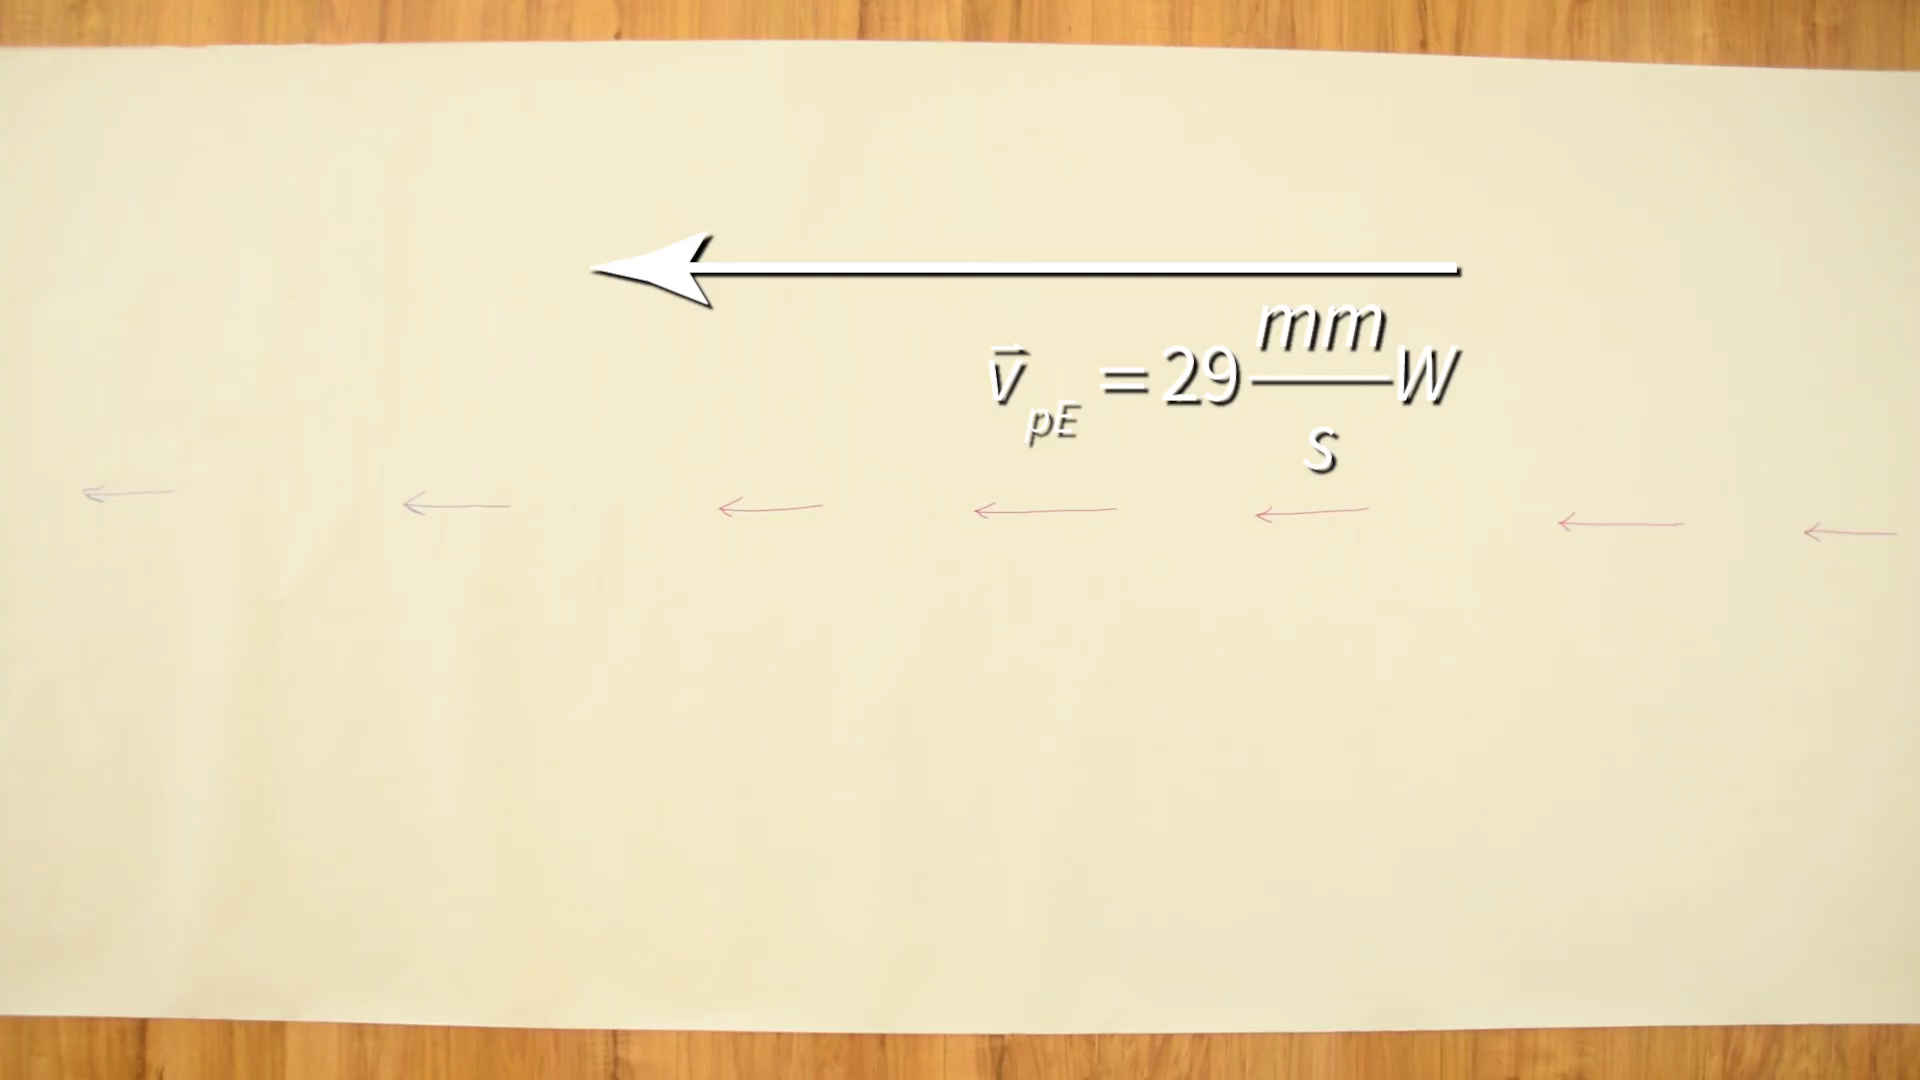 v⃗ pE = 29 mm/s W